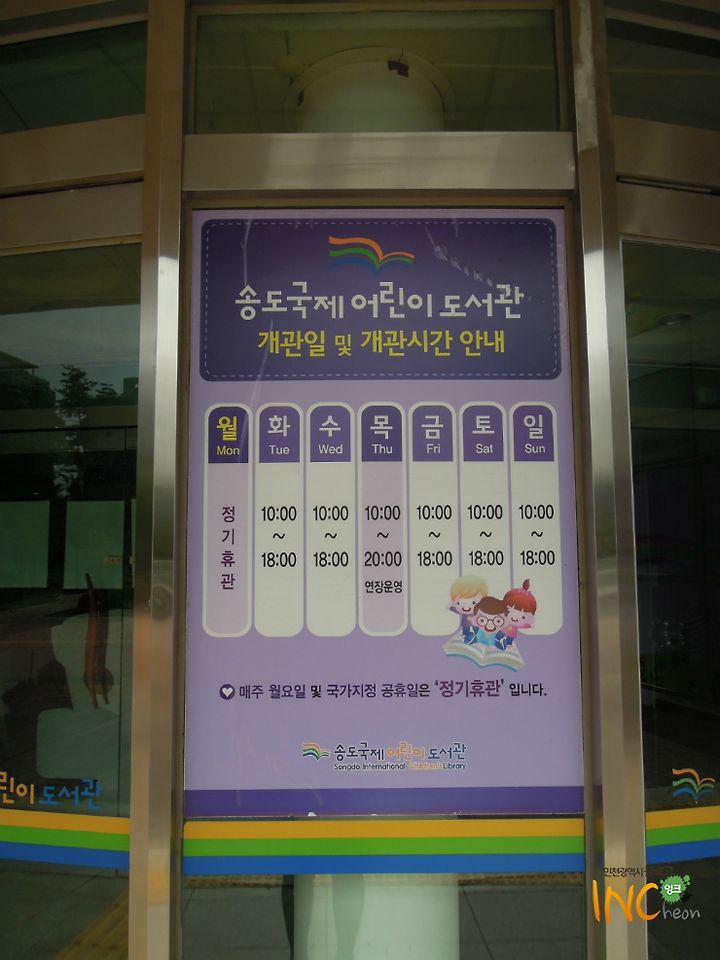 송도국제 어린이 도서관
개관일 및 개관시간 안내
월 화 수 목 금 토 일
Mon Tue Wed Thu Fri Sat Sun
정기휴관
10:00 10:00 10:00 10:00 10:00 10:00
~ ~ ~ ~ ~ ~
18:00 18:00 20:00 18:00 18:00 18:00
연장운영
매주 월요일 및 국가지정 공휴일은 '정기휴관' 입니다.
송도국제 어린이 도서관
Songdo International Children's Library
린이 도서관
인천광역시
INCheon
잉크